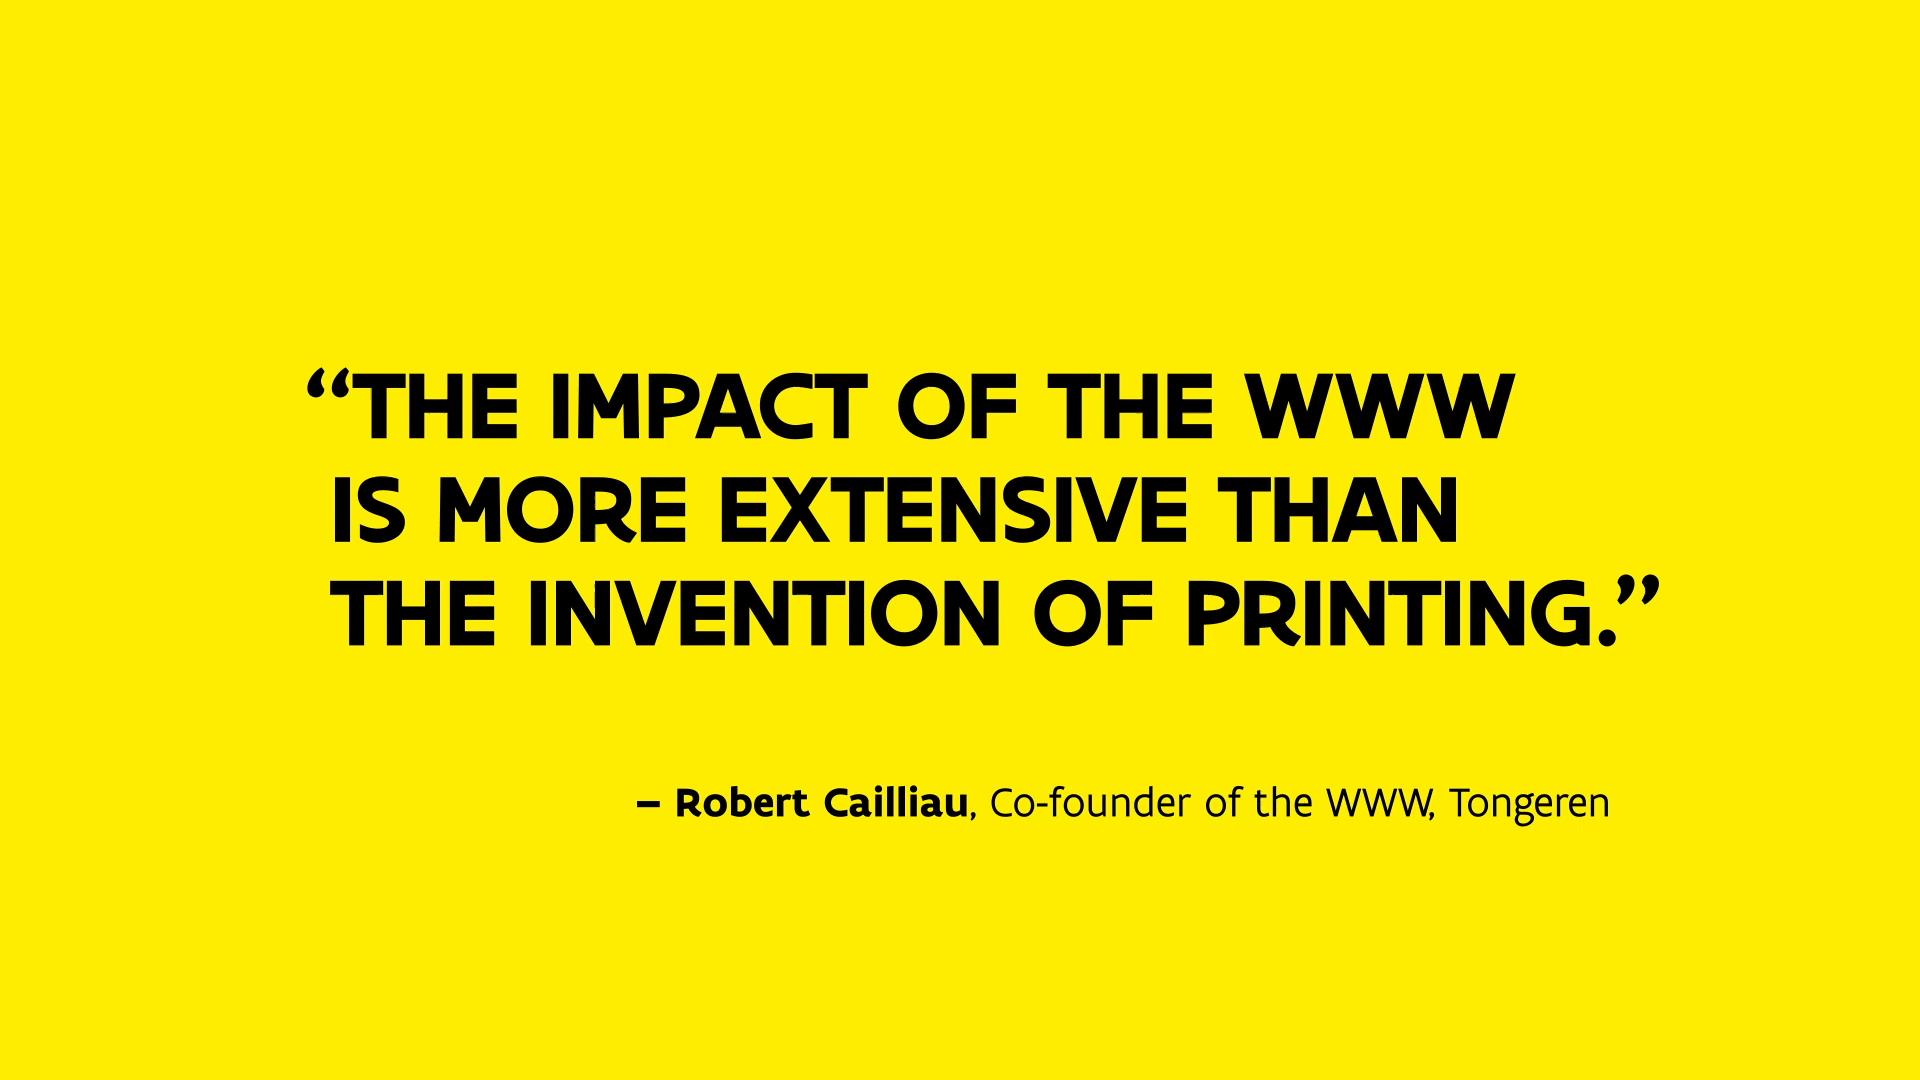 “THE IMPACT OF THE WWW
IS MORE EXTENSIVE THAN
THE INVENTION OF PRINTING.”
– Robert Cailliau, Co-founder of the WWW, Tongeren